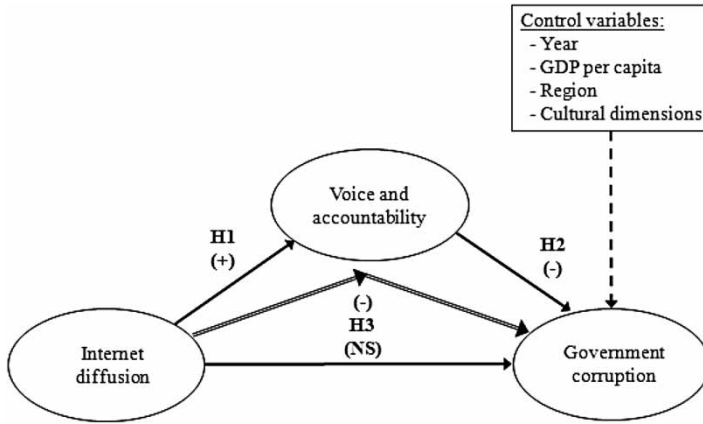 Control variables:
- Year
- GDP per capita
- Region
- Cultural dimensions
Voice and
accountability
H1
(+)
H2
(-)
(-)
H3
(NS)
Internet
diffusion
Government
corruption